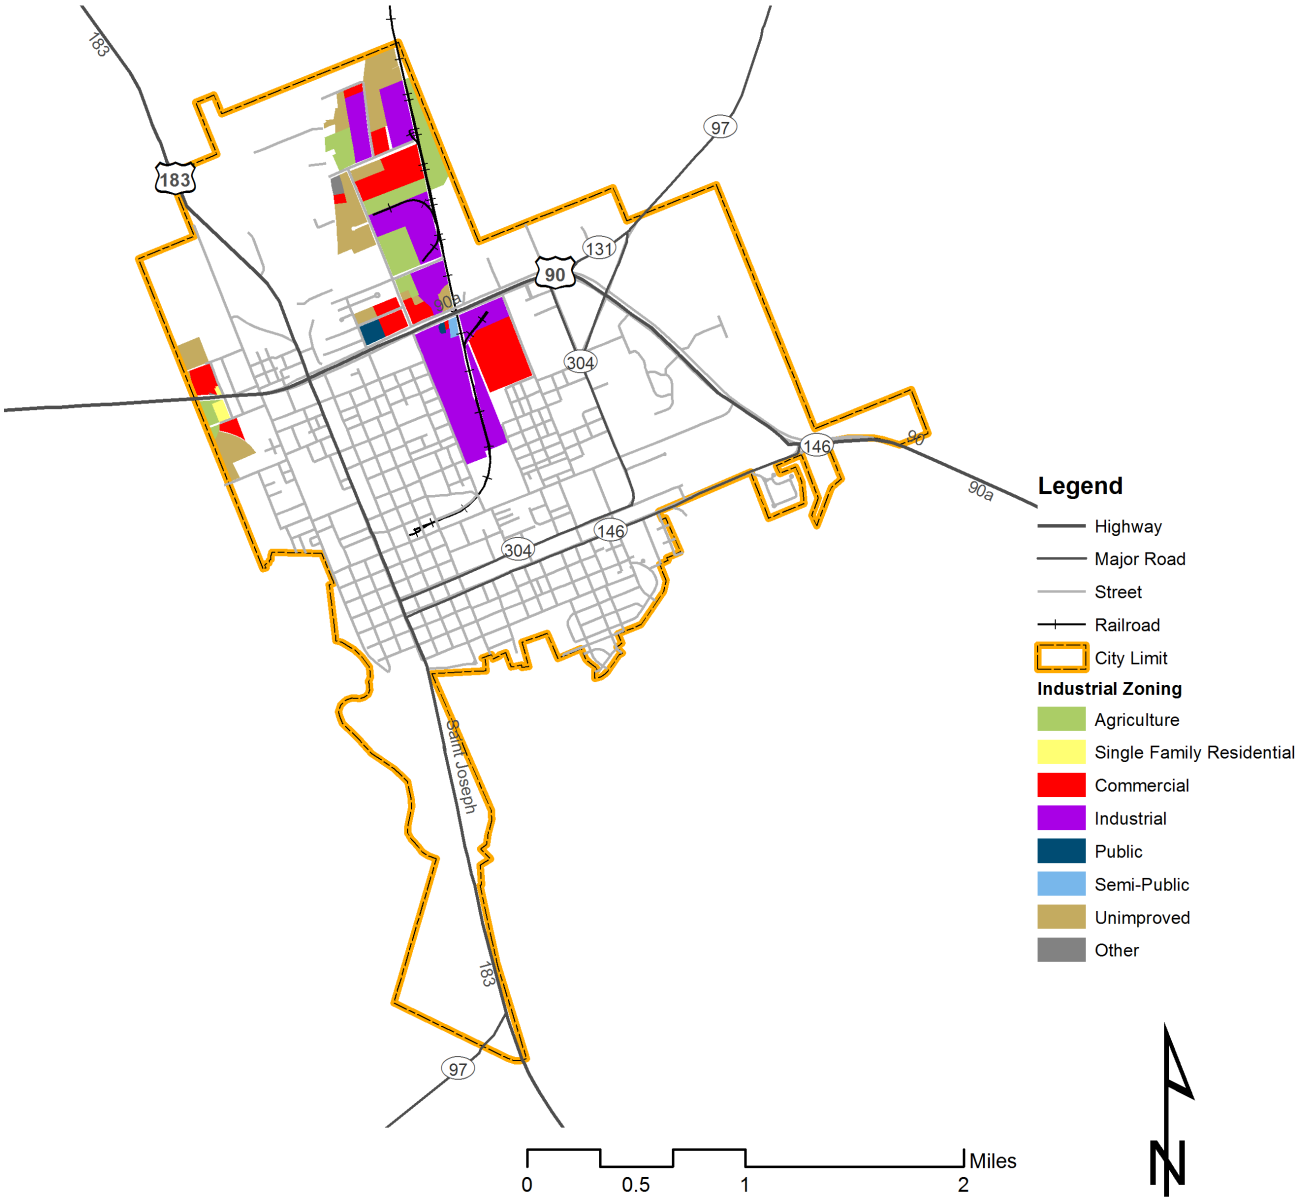 183
97
183
131
90
90a
304
146
90
90a
146
304
Saint Joseph
183
97
Legend
Highway
Major Road
Street
Railroad
City Limit
Industrial Zoning
Agriculture
Single Family Residential
Commercial
Industrial
Public
Semi-Public
Unimproved
Other
N
Miles
0 0.5 1 2